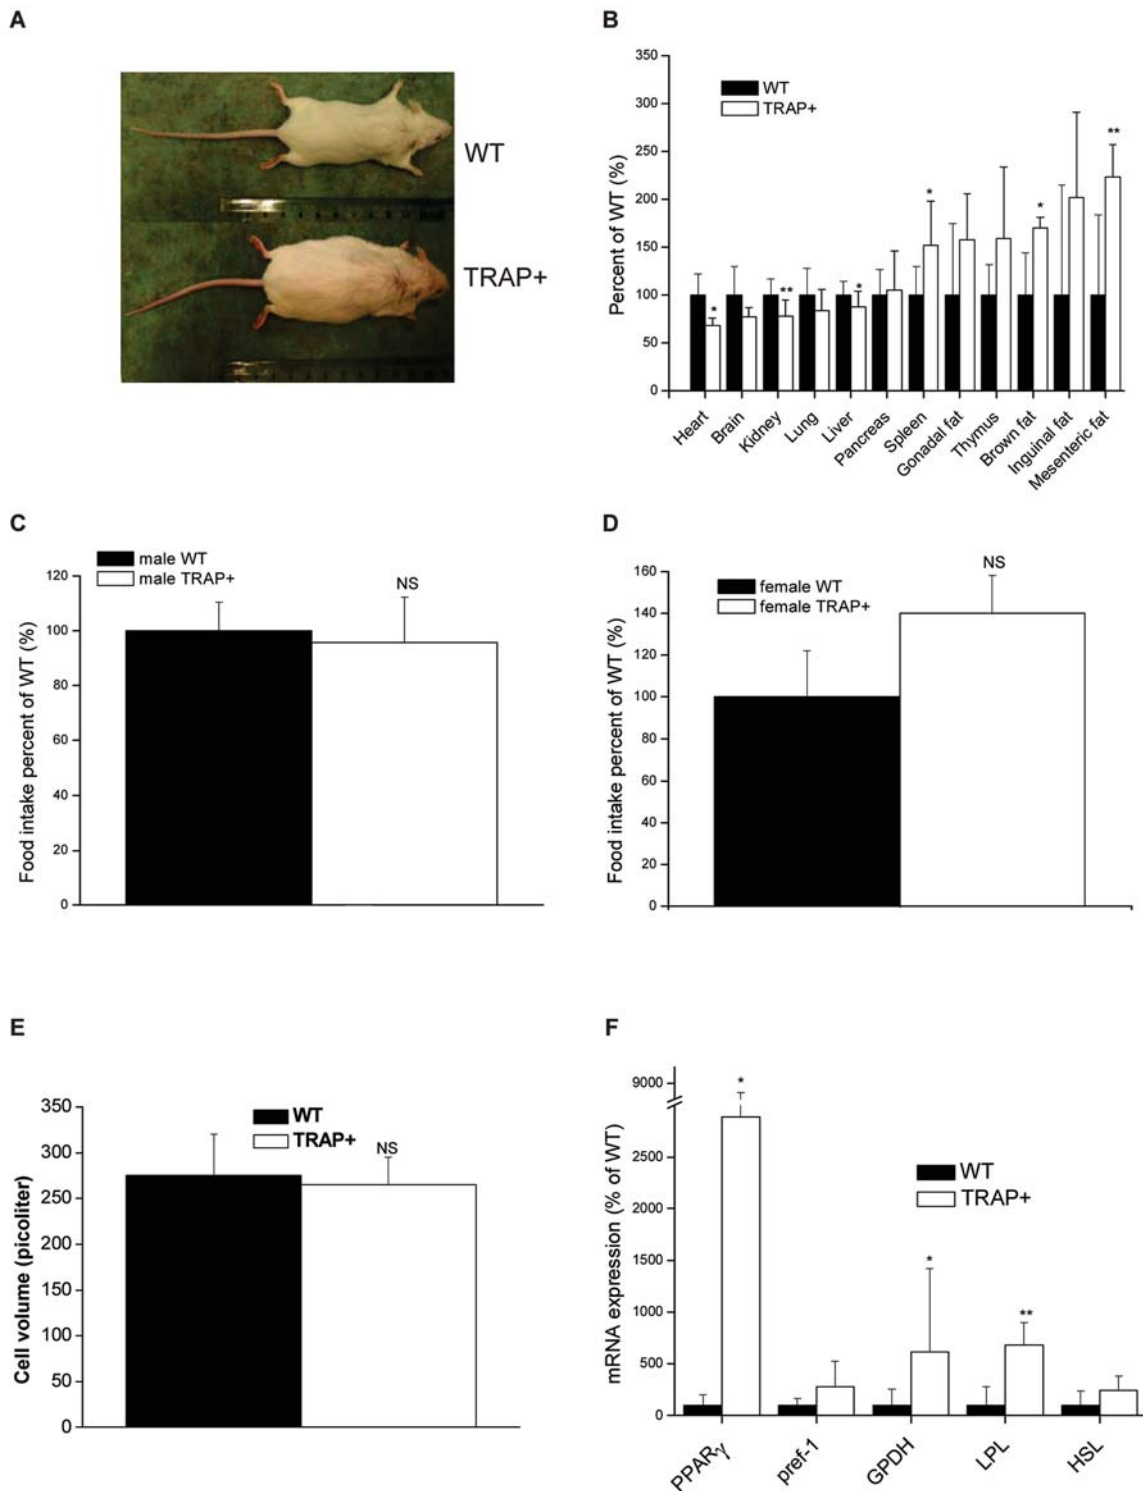 A
WT
TRAP+
B
350
300
250
200
150
100
50
0
Percent of WT (%)
WT
TRAP+
*
**
*
*
*
**
Heart
Brain
Kidney
Lung
Liver
Pancreas
Spleen
Gonadal fat
Thymus
Brown fat
Inguinal fat
Mesenteric fat
C
male WT
male TRAP+
NS
120
100
80
60
40
20
0
Food intake percent of WT (%)
D
female WT
female TRAP+
NS
160
140
120
100
80
60
40
20
0
Food intake percent of WT (%)
E
WT
TRAP+
NS
350
300
250
200
150
100
50
0
Cell volume (picoliter)
F
9000
2500
2000
1500
1000
500
0
mRNA expression (% of WT)
WT
TRAP+
*
*
**
PPARγ
pref-1
GPDH
LPL
HSL